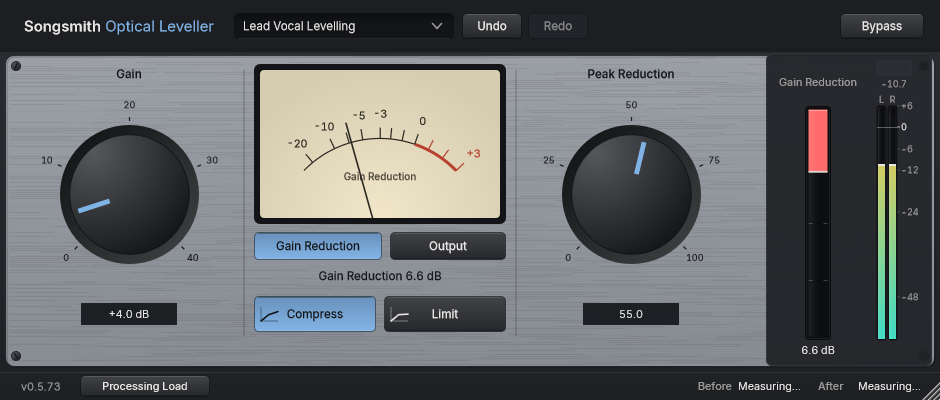 Songsmith Optical Leveller
Lead Vocal Levelling
Undo
Redo
Bypass
Gain
20
10
30
0
40
+4.0 dB
-20
-10
-5
-3
0
+3
Gain Reduction
Gain Reduction
Output
Gain Reduction 6.6 dB
Compress
Limit
Peak Reduction
50
25
75
0
100
55.0
Gain Reduction
6.6 dB
-10.7
L R
+6
0
-6
-12
-24
-48
v0.5.73
Processing Load
Before Measuring...
After Measuring...